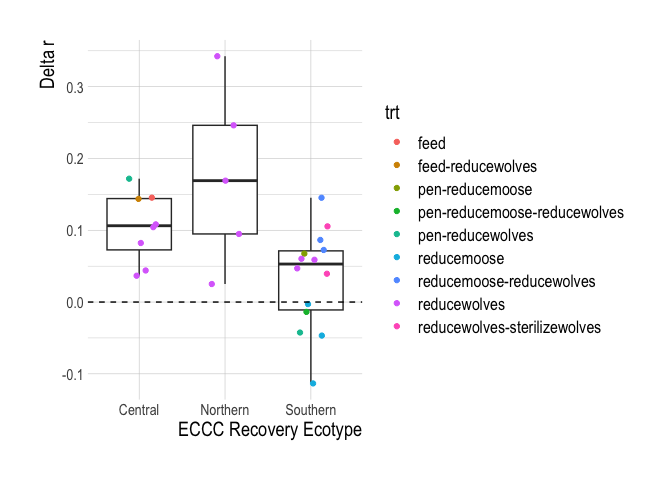 Delta r
0.3
0.2
0.1
0.0
-0.1
Central
Northern
Southern
ECCC Recovery Ecotype
trt
feed
feed-reducewolves
pen-reducemoose
pen-reducemoose-reducewolves
pen-reducewolves
reducemoose
reducemoose-reducewolves
reducewolves
reducewolves-sterilizewolves